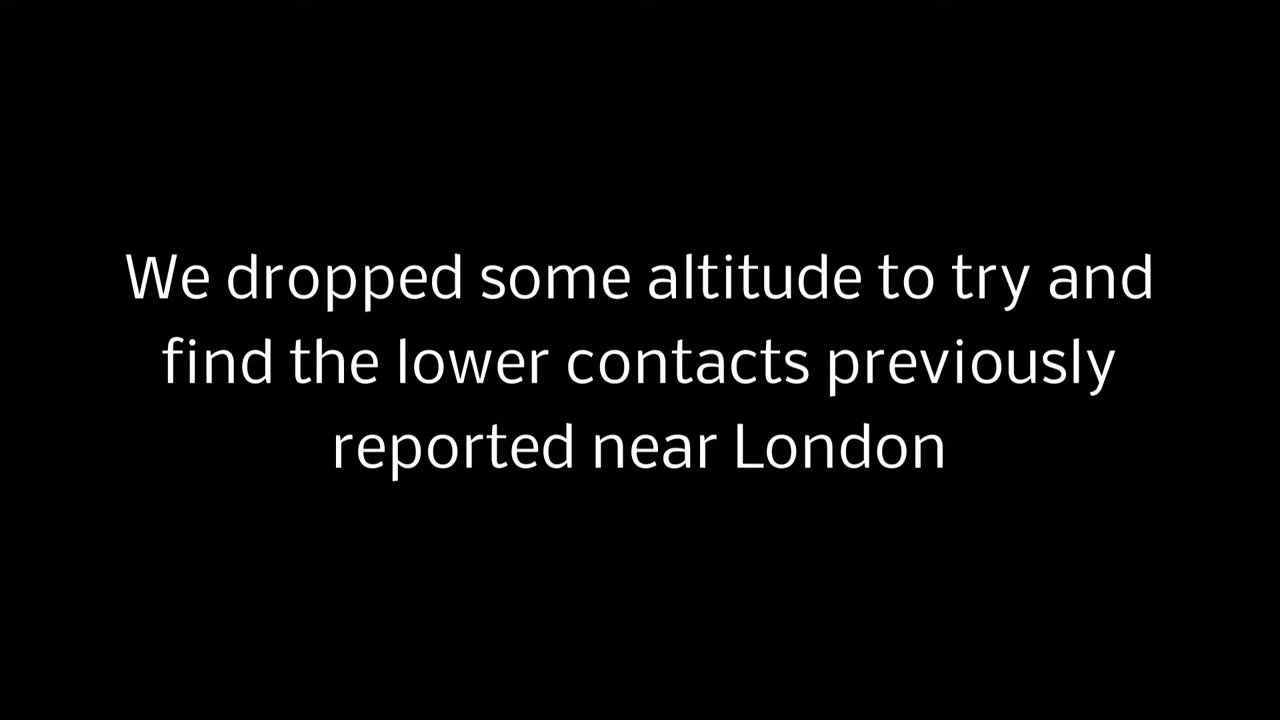 We dropped some altitude to try and
find the lower contacts previously
reported near London